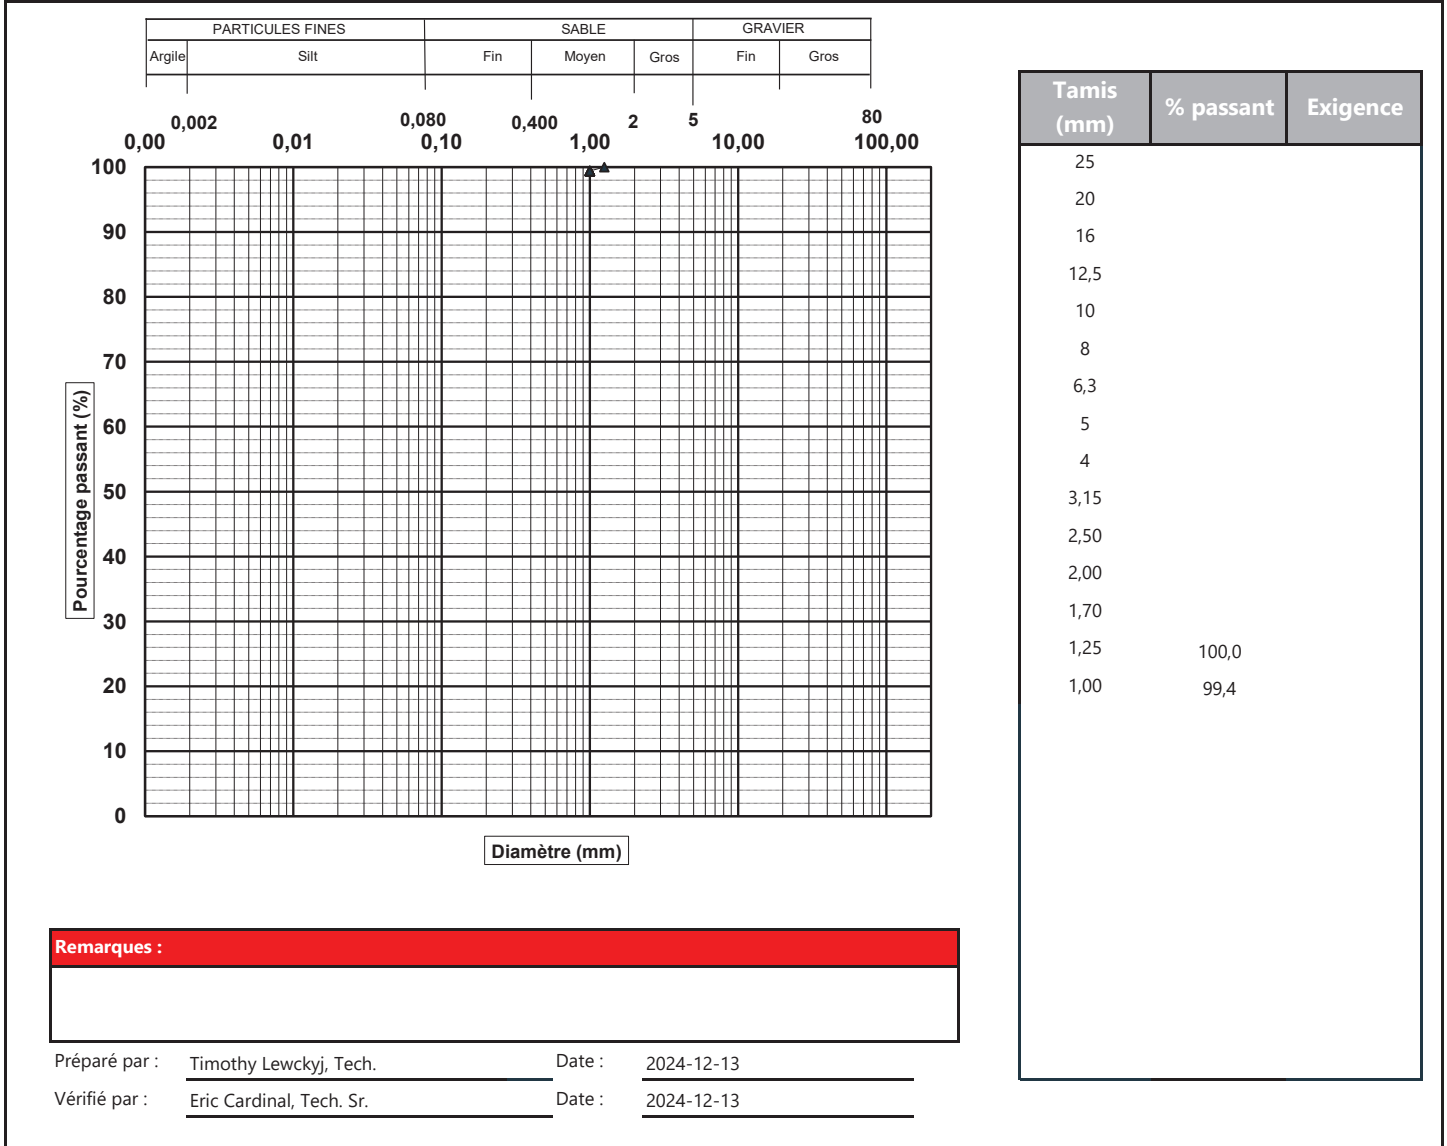 PARTICULES FINES SABLE GRAVIER
Argile Silt Fin Moyen Gros Fin Gros
0,002 0,080 0,400 2 5 80
0,00 0,01 0,10 1,00 10,00 100,00
100
90
80
70
60
50
40
30
20
10
0
Pourcentage passant (%)
Diamètre (mm)
Tamis (mm) % passant Exigence
25
20
16
12,5
10
8
6,3
5
4
3,15
2,50
2,00
1,70
1,25 100,0
1,00 99,4
Remarques :
Préparé par : Timothy Lewckyj, Tech. Date : 2024-12-13
Vérifié par : Eric Cardinal, Tech. Sr. Date : 2024-12-13